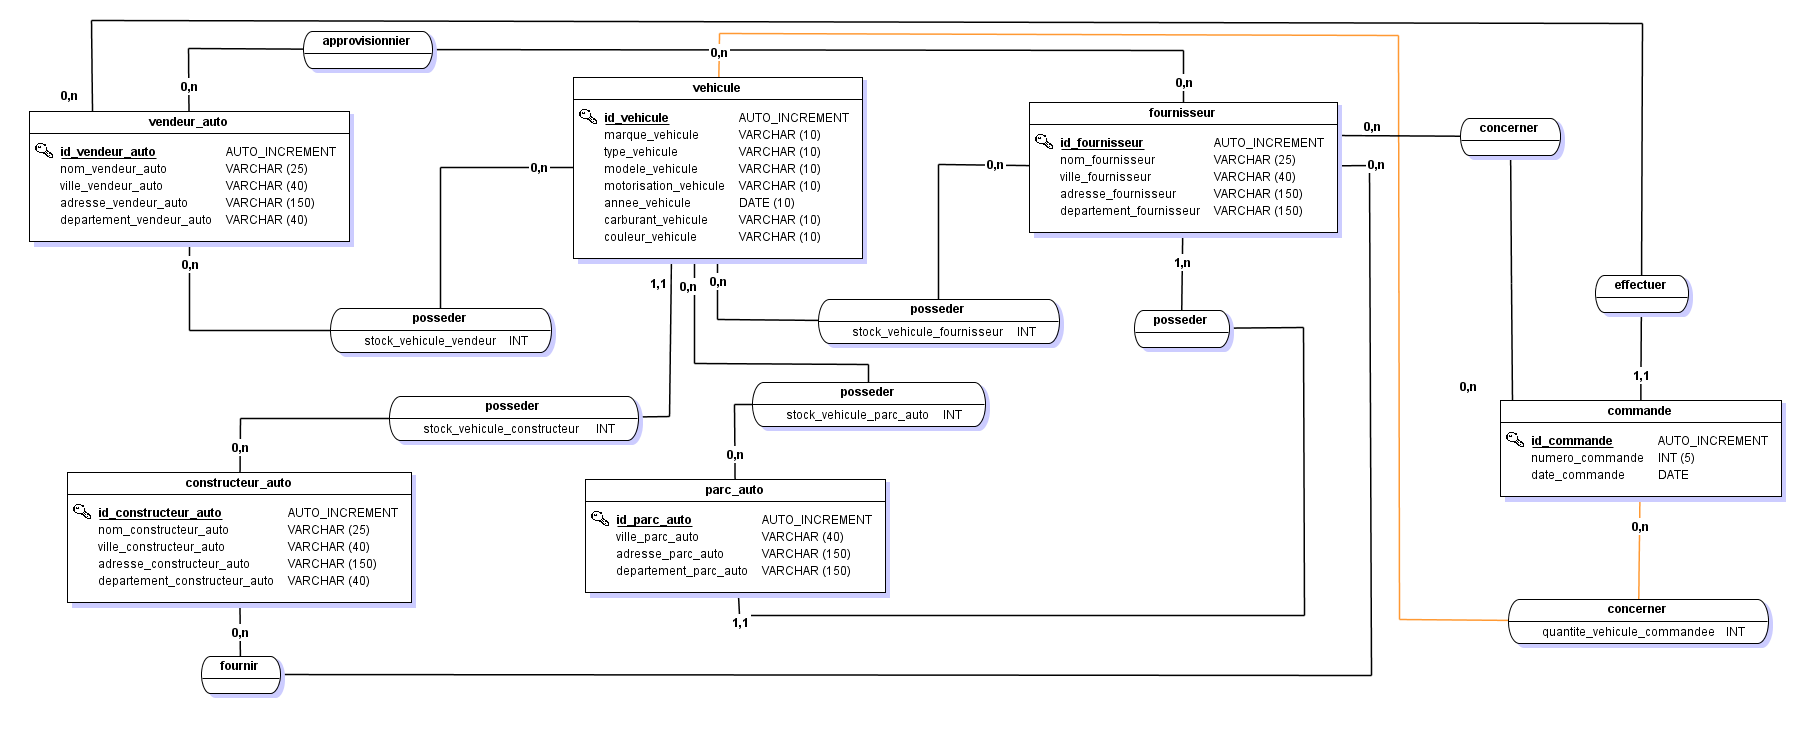 approvisionnier
0,n
0,n
0,n
0,n
vendeur_auto
id_vendeur_auto AUTO_INCREMENT
nom_vendeur_auto VARCHAR (25)
ville_vendeur_auto VARCHAR (40)
adresse_vendeur_auto VARCHAR (150)
departement_vendeur_auto VARCHAR (40)
0,n
vehicule
id_vehicule AUTO_INCREMENT
marque_vehicule VARCHAR (10)
type_vehicule VARCHAR (10)
modele_vehicule VARCHAR (10)
motorisation_vehicule VARCHAR (10)
annee_vehicule DATE (10)
carburant_vehicule VARCHAR (10)
couleur_vehicule VARCHAR (10)
0,n
1,1
0,n
0,n
fournisseur
id_fournisseur AUTO_INCREMENT
nom_fournisseur VARCHAR (25)
ville_fournisseur VARCHAR (40)
adresse_fournisseur VARCHAR (150)
departement_fournisseur VARCHAR (150)
0,n
0,n
0,n
1,n
concerner
effectuer
1,1
0,n
posseder
stock_vehicule_vendeur INT
posseder
stock_vehicule_fournisseur INT
posseder
posseder
stock_vehicule_constructeur INT
0,n
posseder
stock_vehicule_parc_auto INT
0,n
commande
id_commande AUTO_INCREMENT
numero_commande INT (5)
date_commande DATE
0,n
constructeur_auto
id_constructeur_auto AUTO_INCREMENT
nom_constructeur_auto VARCHAR (25)
ville_constructeur_auto VARCHAR (40)
adresse_constructeur_auto VARCHAR (150)
departement_constructeur_auto VARCHAR (40)
0,n
parc_auto
id_parc_auto AUTO_INCREMENT
ville_parc_auto VARCHAR (40)
adresse_parc_auto VARCHAR (150)
departement_parc_auto VARCHAR (150)
1,1
concerner
quantite_vehicule_commandee INT
fournir